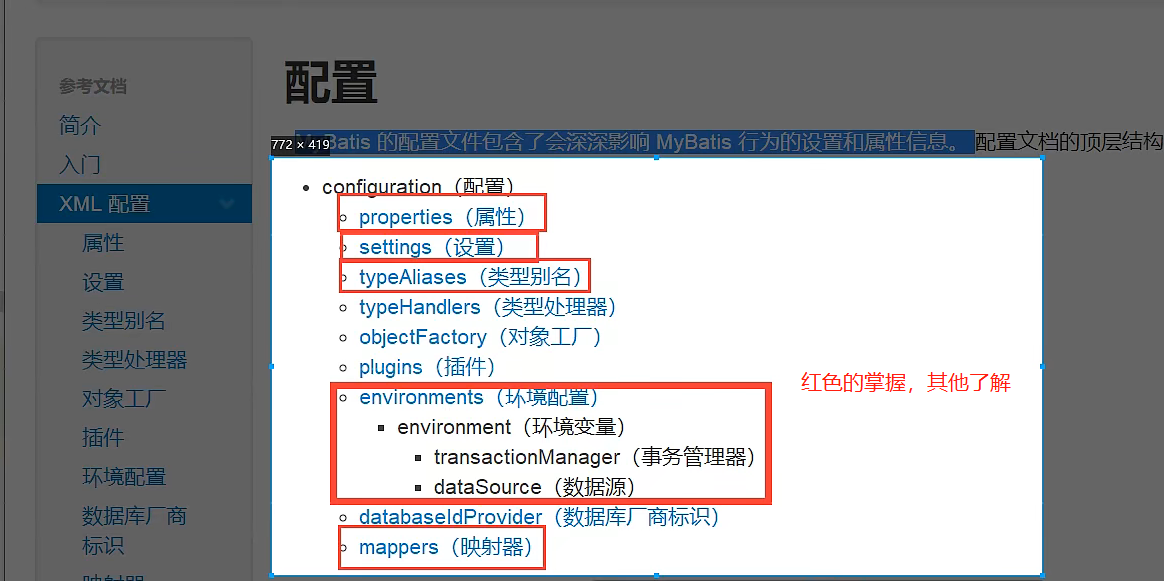 参考文档
简介
入门
XML 配置
属性
设置
类型别名
类型处理器
对象工厂
插件
环境配置
数据库厂商
标识
映射器
配置
MyBatis 的配置文件包含了会深深影响 MyBatis 行为的设置和属性信息。 配置文档的顶层结构
772 × 419
configuration（配置）
properties（属性）
settings（设置）
typeAliases（类型别名）
typeHandlers（类型处理器）
objectFactory（对象工厂）
plugins（插件）
environments（环境配置）
environment（环境变量）
transactionManager（事务管理器）
dataSource（数据源）
databaseIdProvider（数据库厂商标识）
mappers（映射器）
红色的掌握，其他了解